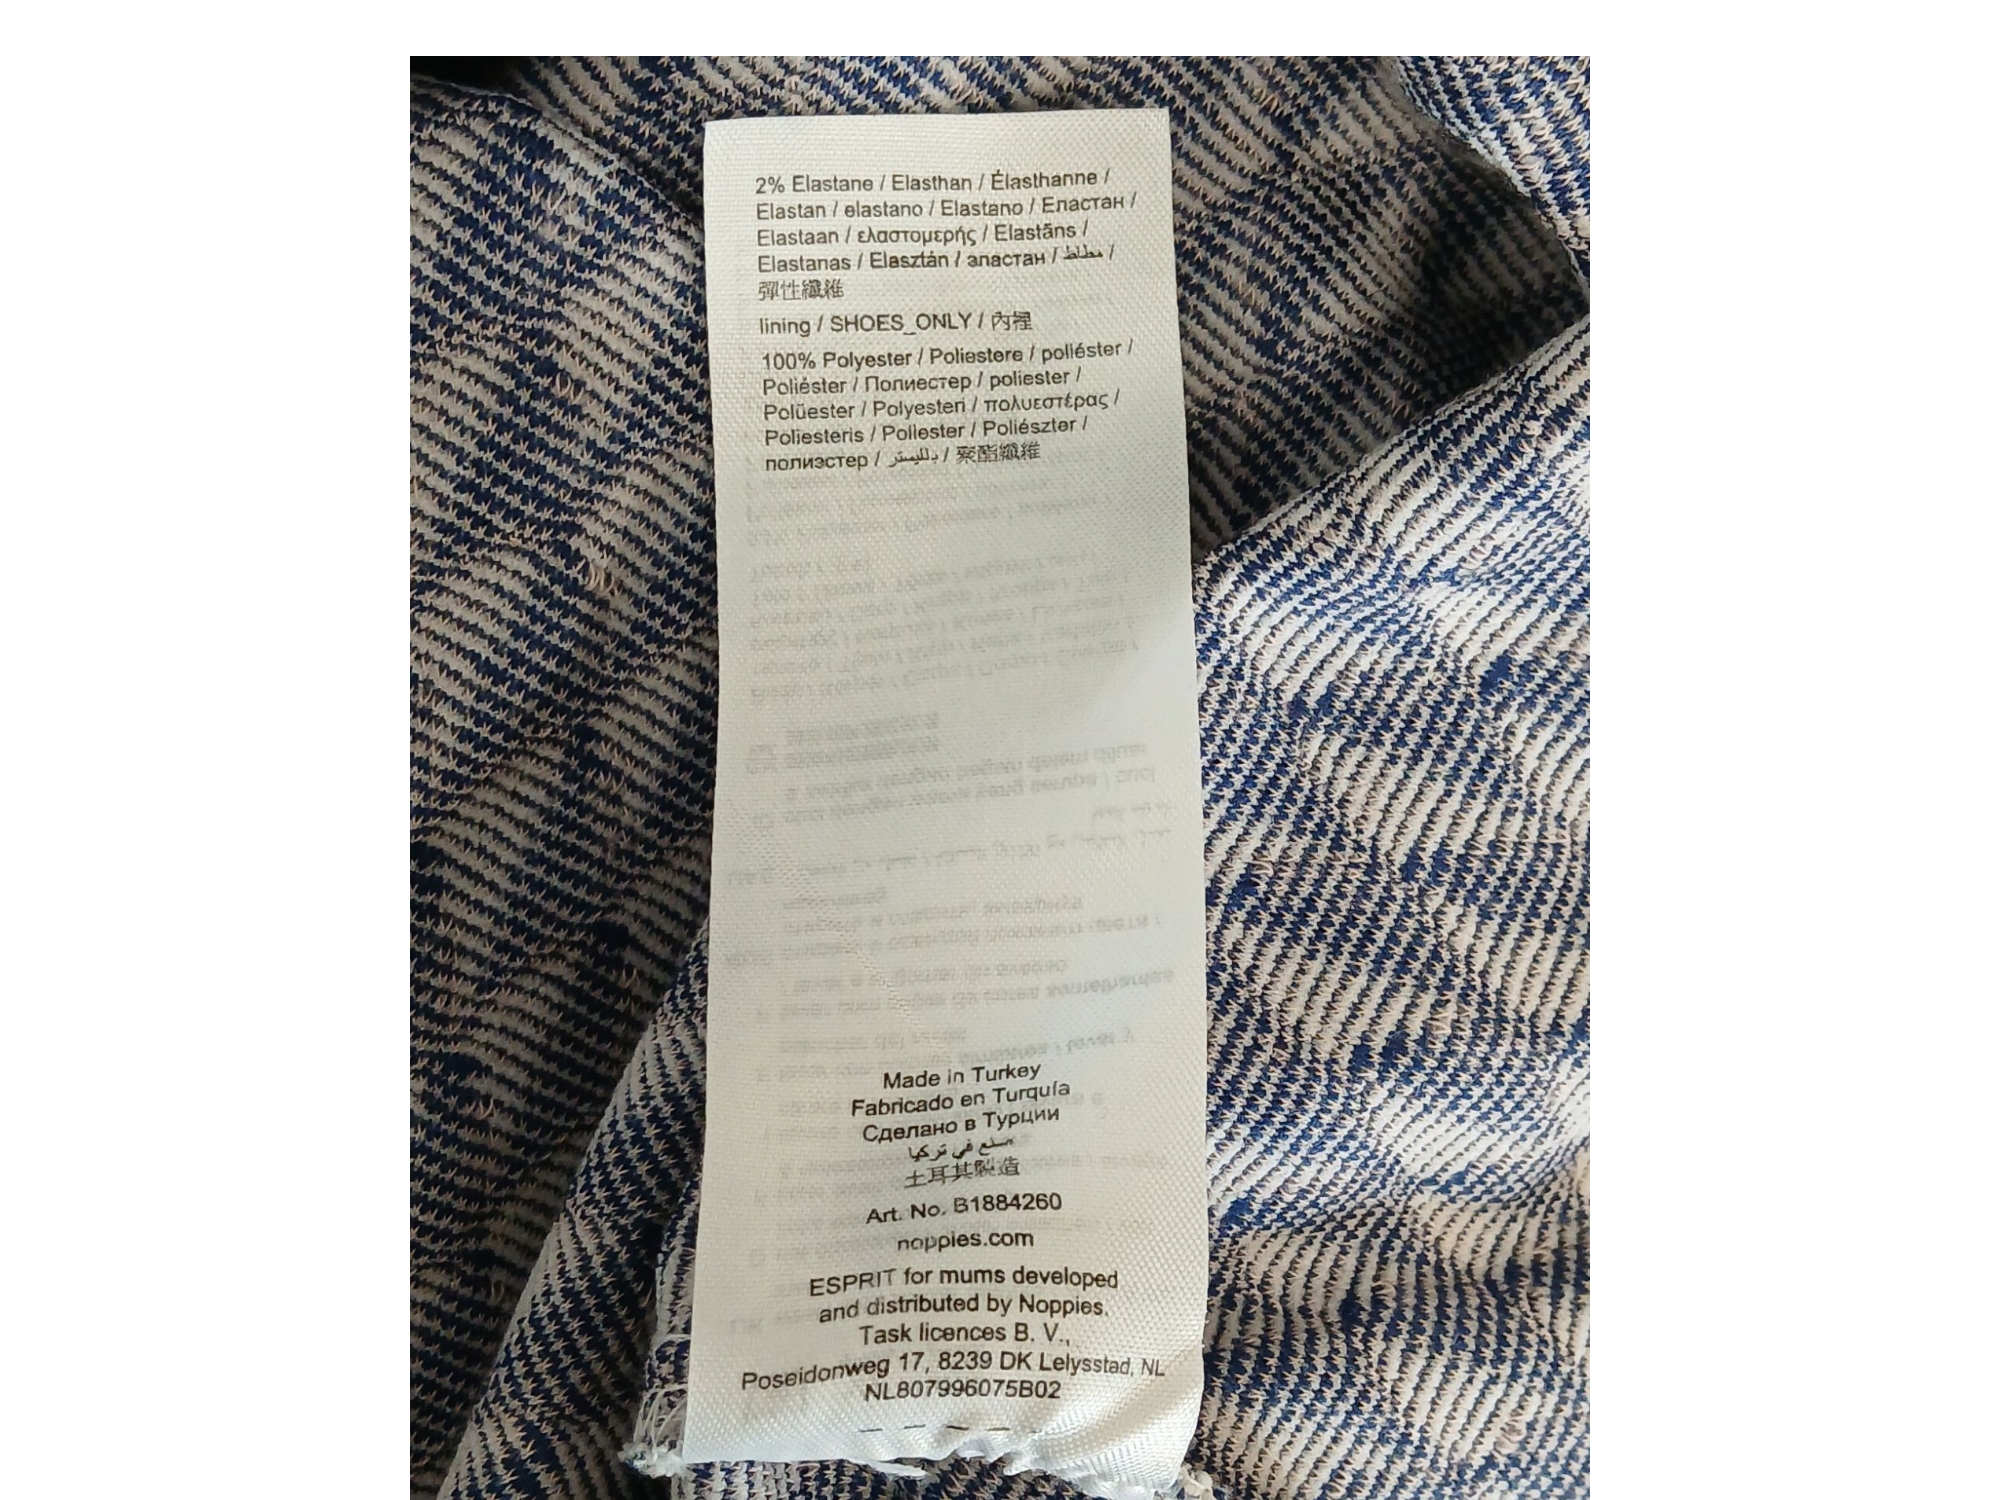 2% Elastane / Elasthan / Élasthanne /
Elastan / elastano / Elastano / Еластан /
Elastaan / ελαστομερής / Elastāns /
Elastanas / Elasztán / эластан / مطاط /
彈性纖維
lining / SHOES_ONLY / 內裡
100% Polyester / Poliestere / poliéster /
Poliéster / Полиестер / poliester /
Polüester / Polyesteri / πολυεστέρας /
Poliesteris / Poliester / Poliészter /
полиэстер / / 聚酯纖維
Made in Turkey
Fabricado en Turquía
Сделано в Турции
صنع في تركيا
土耳其製造
Art. No. B1884260
noppies.com
ESPRIT for mums developed
and distributed by Noppies.
Task licences B. V.,
Poseidonweg 17, 8239 DK Lelysstad, NL
NL807996075B02